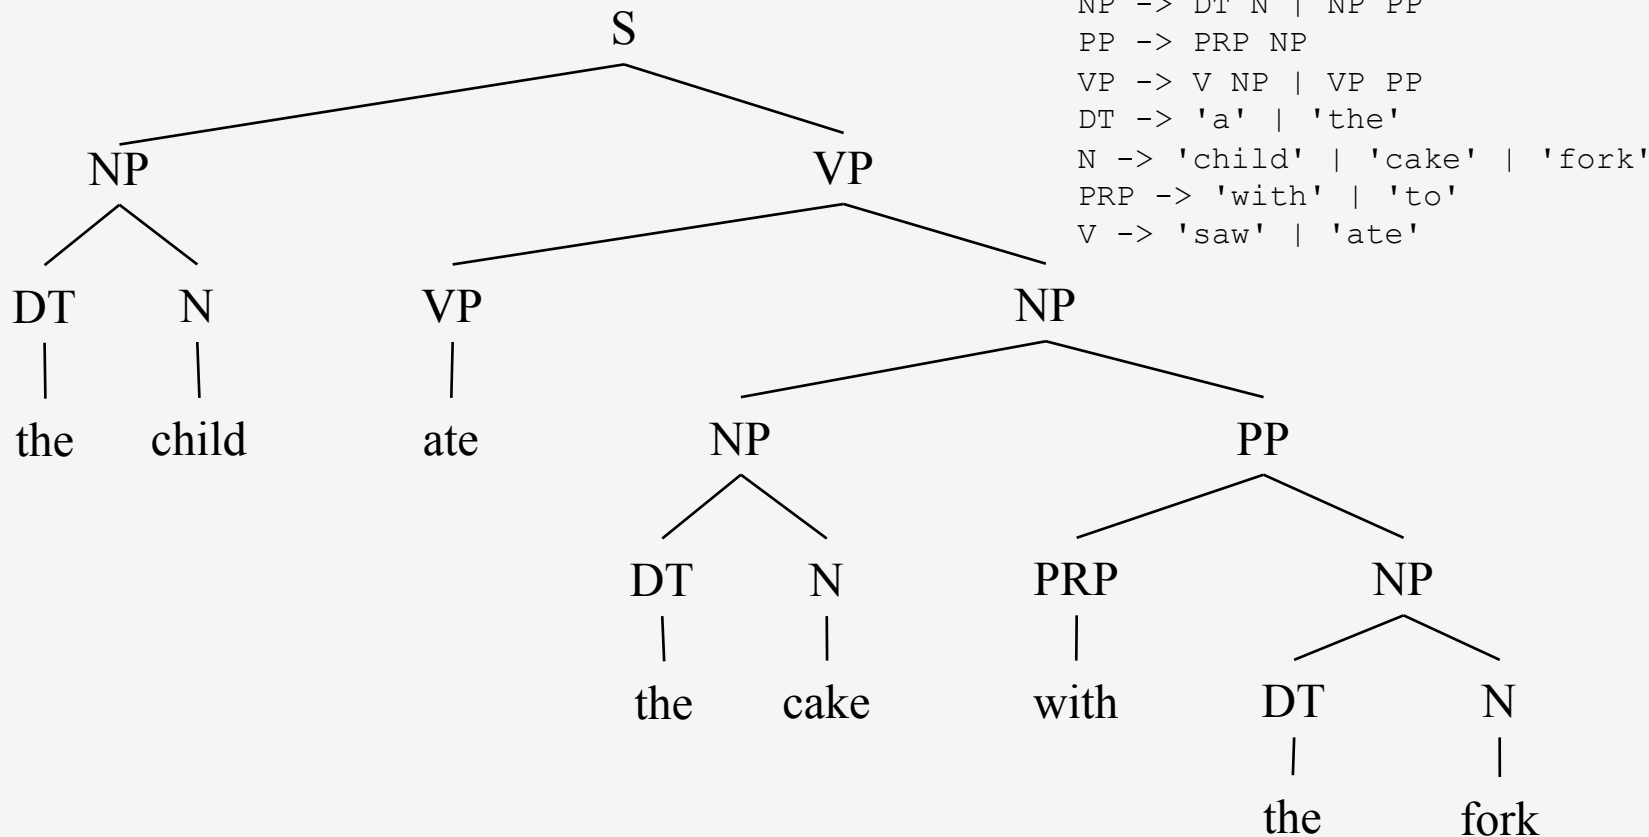 NP -> DT N | NP PP
S
PP -> PRP NP
VP -> V NP | VP PP
DT -> 'a' | 'the'
NP VP
N -> 'child' | 'cake' | 'fork'
PRP -> 'with' | 'to'
V -> 'saw' | 'ate'
DT N VP NP
the child ate NP PP
DT N PRP NP
the cake with DT N
the fork